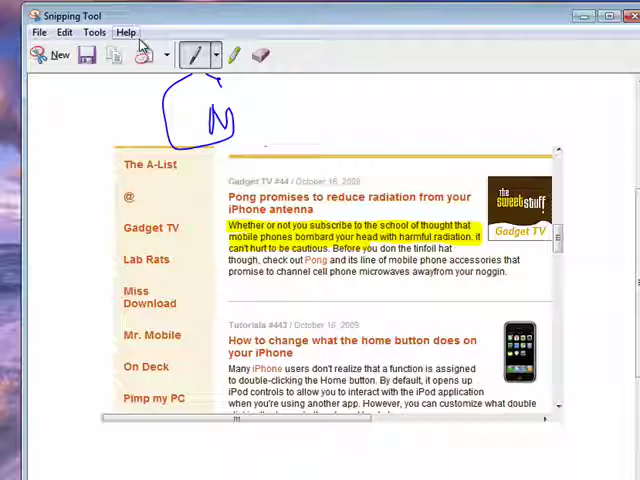 Snipping Tool
File Edit Tools Help
New
N
The A-List
@
Gadget TV
Lab Rats
Miss
Download
Mr. Mobile
On Deck
Pimp my PC
Gadget TV #44 / October 16, 2009
Pong promises to reduce radiation from your
iPhone antenna
Whether or not you subscribe to the school of thought that
mobile phones bombard your head with harmful radiation, it
can't hurt to be cautious. Before you don the tinfoil hat
though, check out Pong and its line of mobile phone accessories that
promise to channel cell phone microwaves awayfrom your noggin.
The
sweet stuff
Gadget TV
Tutorials #443 / October 16, 2009
How to change what the home button does on
your iPhone
Many iPhone users don't realize that a function is assigned
to double-clicking the Home button. By default, it opens up
iPod controls to allow you to interact with the iPod application
when you're using another app. However, you can customize what double